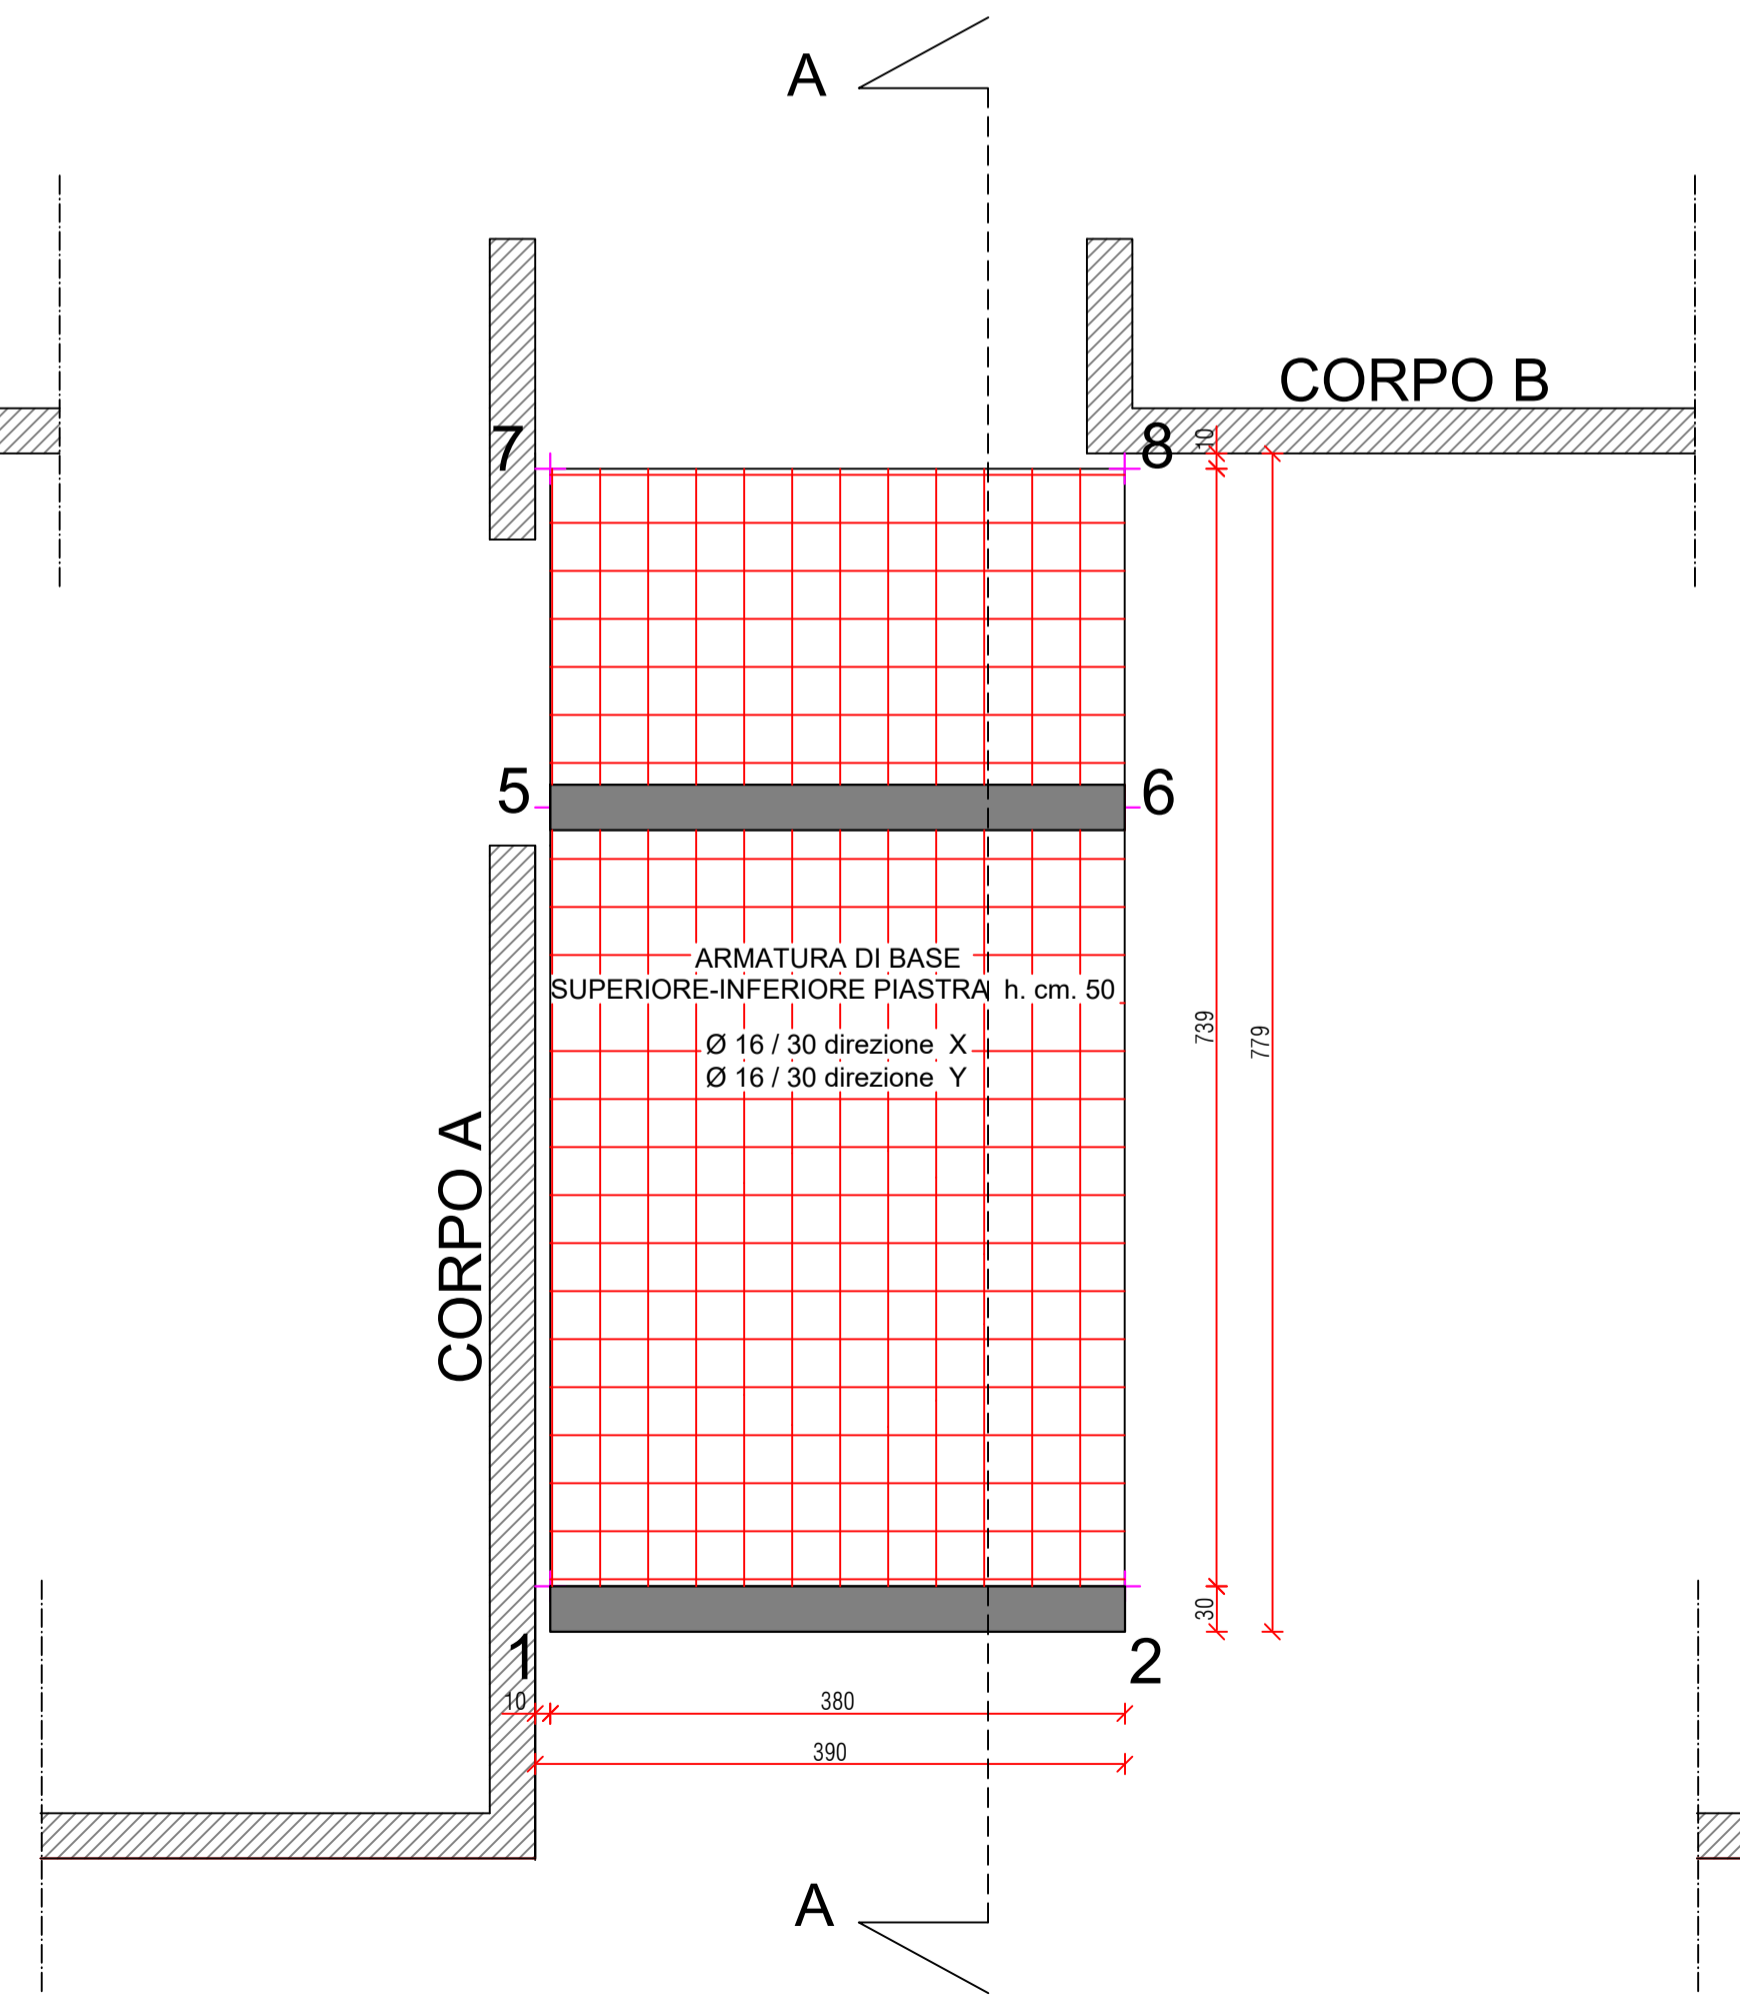 A
CORPO B
7
8
10
5
6
ARMATURA DI BASE
SUPERIORE-INFERIORE PIASTRA h. cm. 50
Ø 16 / 30 direzione X
Ø 16 / 30 direzione Y
739
779
CORPO A
30
1
2
10
380
390
A